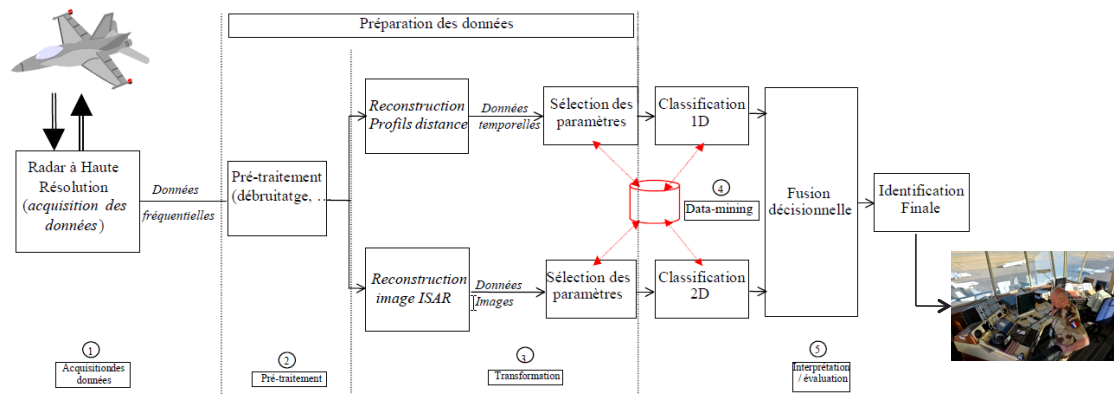 Préparation des données
Radar à Haute
Résolution
(acquisition des
données)
Données
fréquentielles
Pré-traitement
(débruitatge, ...
Reconstruction
Profils distance
Données
temporelles
Sélection des
paramètres
Classification
1D
Reconstruction
image ISAR
Données
Images
Sélection des
paramètres
Classification
2D
4
Data-mining
Fusion
décisionnelle
Identification
Finale
1
Acquisitiondes
données
2
Pré-traitement
3
Transformation
5
Interprétation
/ évaluation